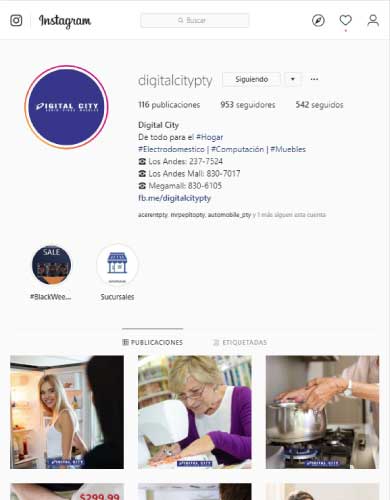 Instagram
Buscar
digitalcitypty Siguiendo
116 publicaciones 953 seguidores 542 seguidos
Digital City
De todo para el #Hogar
#Electrodomestico | #Computación | #Muebles
☎ Los Andes: 237-7524
☎ Los Andes Mall: 830-7017
☎ Megamall: 830-6105
fb.me/digitalcitypty
acerentpty, mrpepitopty, automobile_pty y 1 más siguen esta cuenta
DIGITAL CITY
SALE
#BlackWee... Sucursales
PUBLICACIONES ETIQUETADAS
DIGITAL CITY
DIGITAL CITY
DIGITAL CITY
$299.99